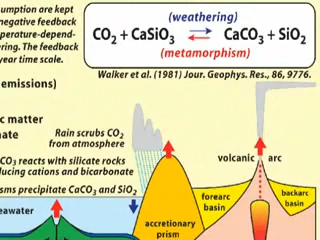 umption are kept
negative feedback
perature-depend-
ring. The feedback
year time scale.
(weathering)
CO2 + CaSiO3 CaCO3 + SiO2
(metamorphism)
Walker et al. (1981) Jour. Geophys. Res., 86, 9776.
emissions)
c matter
nate
Rain scrubs CO2
from atmosphere
CO3 reacts with silicate rocks
ducing cations and bicarbonate
sms precipitate CaCO3 and SiO2
eawater
volcanic arc
forearc
basin
backarc
basin
accretionary
prism